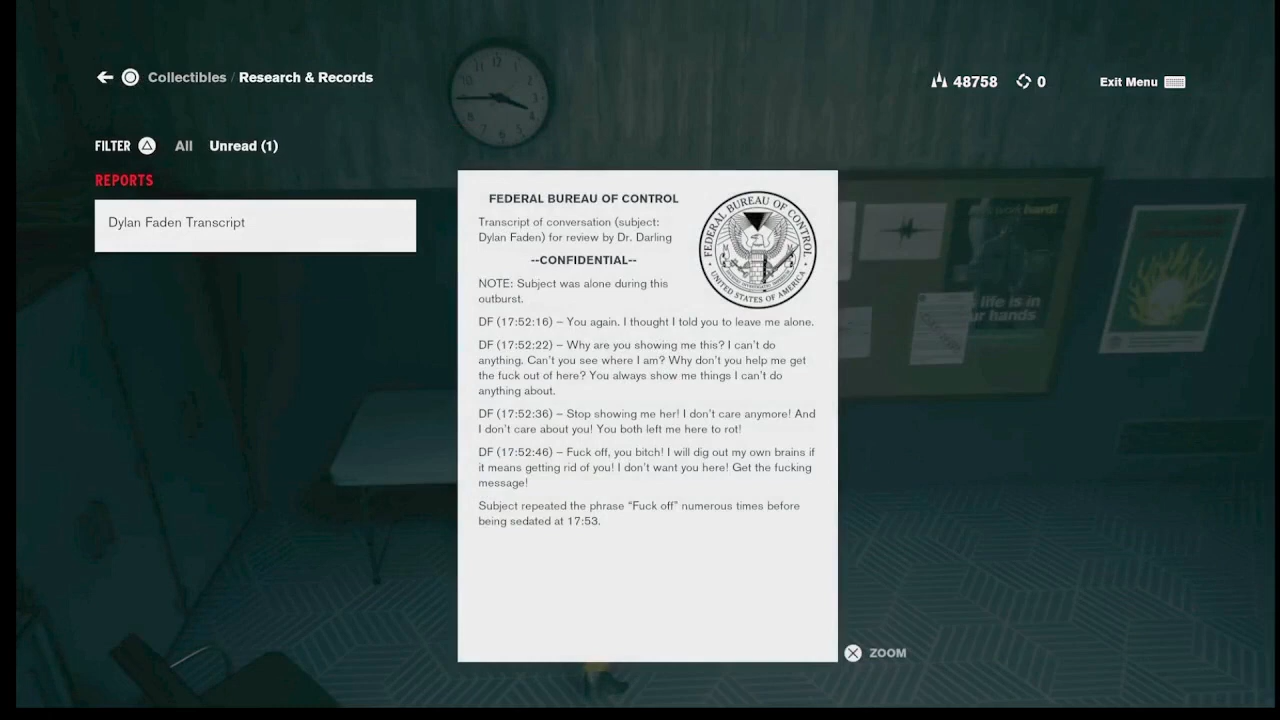 Collectibles / Research & Records
48758
0
Exit Menu
FILTER All Unread (1)
REPORTS
Dylan Faden Transcript
FEDERAL BUREAU OF CONTROL
Transcript of conversation (subject:
Dylan Faden) for review by Dr. Darling
--CONFIDENTIAL--
NOTE: Subject was alone during this
outburst.
DF (17:52:16) – You again. I thought I told you to leave me alone.
DF (17:52:22) – Why are you showing me this? I can't do
anything. Can't you see where I am? Why don't you help me get
the fuck out of here? You always show me things I can't do
anything about.
DF (17:52:36) – Stop showing me her! I don't care anymore! And
I don't care about you! You both left me here to rot!
DF (17:52:46) – Fuck off, you bitch! I will dig out my own brains if
it means getting rid of you! I don't want you here! Get the fucking
message!
Subject repeated the phrase “Fuck off” numerous times before
being sedated at 17:53.
FEDERAL BUREAU OF CONTROL
UNITED STATES OF AMERICA
work hard!
life is in
ur hands
ZOOM